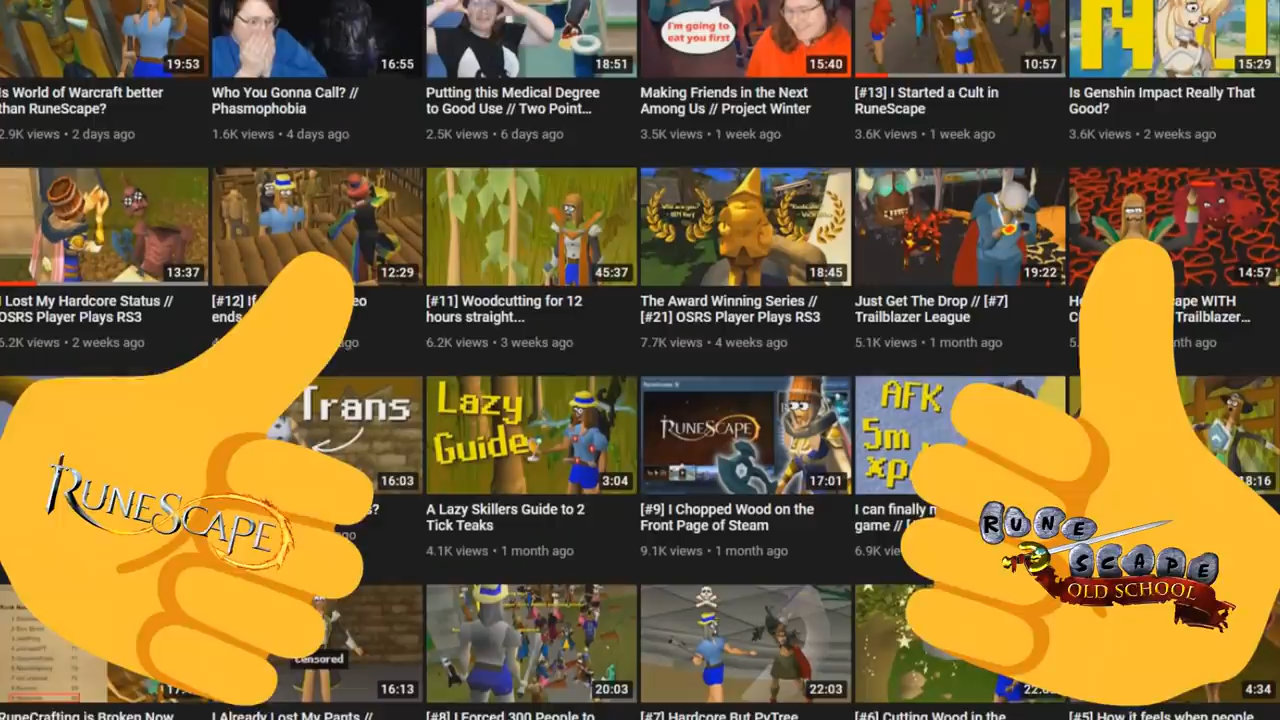 I'm going to
eat you first
19:53
16:55
18:51
15:40
10:57
15:29
Is World of Warcraft better
than RuneScape?
2.9K views • 2 days ago
Who You Gonna Call? //
Phasmophobia
1.6K views • 4 days ago
Putting this Medical Degree
to Good Use // Two Point...
2.5K views • 6 days ago
Making Friends in the Next
Among Us // Project Winter
3.5K views • 1 week ago
[#13] I Started a Cult in
RuneScape
3.6K views • 1 week ago
Is Genshin Impact Really That
Good?
3.6K views • 2 weeks ago
13:37
12:29
45:37
18:45
19:22
14:57
I Lost My Hardcore Status //
OSRS Player Plays RS3
6.2K views • 2 weeks ago
[#12] If
ends
ago
[#11] Woodcutting for 12
hours straight...
6.2K views • 3 weeks ago
The Award Winning Series //
[#21] OSRS Player Plays RS3
7.7K views • 4 weeks ago
Just Get The Drop // [#7]
Trailblazer League
5.1K views • 1 month ago
WITH
Trailblazer...
ago
Trans
16:03
Lazy
Guide
3:04
RUNESCAPE
17:01
AFK
5m
xp
18:16
A Lazy Skillers Guide to 2
Tick Teaks
4.1K views • 1 month ago
[#9] I Chopped Wood on the
Front Page of Steam
9.1K views • 1 month ago
I can finally
game //
6.9K
ago
RUNESCAPE
RUNE
SCAPE
OLD SCHOOL
Censored
16:13
20:03
22:03
4:34
RuneCrafting is Broken Now
I Already Lost My Pants //
[#8] I Forced 300 People to
[#7] Hardcore But PvTree
[#6] Cutting Wood in the
[#5] How it feels when people